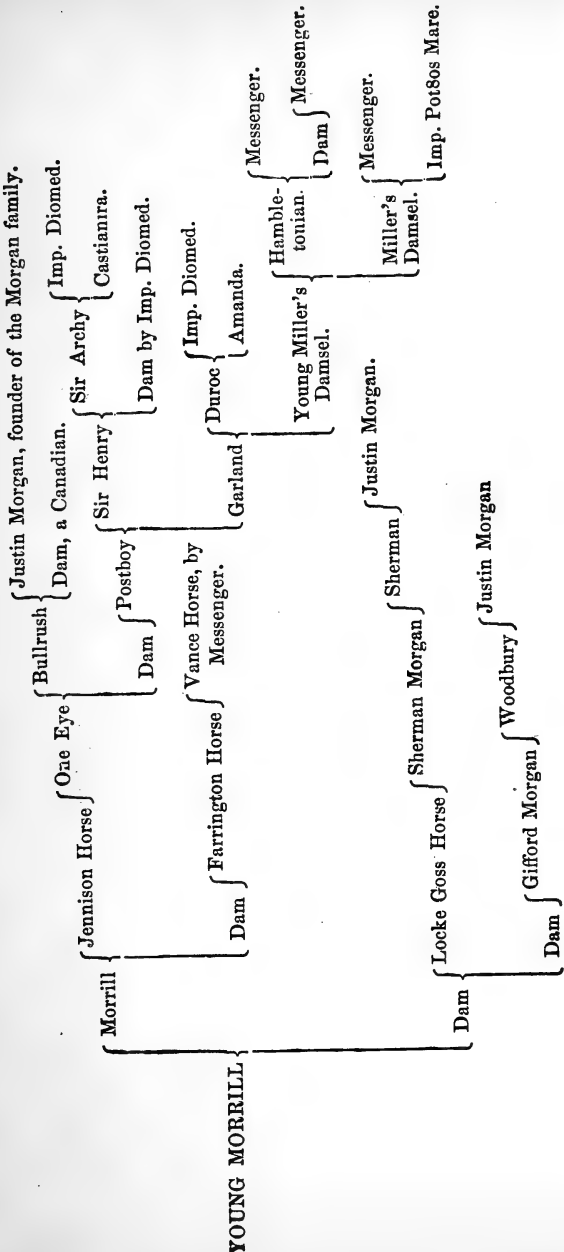 YOUNG MORRILL
Morrill
Jennison Horse
One Eye
Bullrush
Justin Morgan, founder of the Morgan family.
Dam, a Canadian.
Dam
Postboy
Sir Henry
Sir Archy
Imp. Diomed.
Castianira.
Dam by Imp. Diomed.
Garland
Duroc
Imp. Diomed.
Amanda.
Young Miller's
Damsel.
Hamble-
tonian.
Messenger.
Dam
Messenger.
Miller's
Damsel.
Messenger.
Imp. Pot8os Mare.
Dam
Farrington Horse
Vance Horse, by
Messenger.
Dam
Locke Goss Horse
Sherman Morgan
Sherman
Justin Morgan.
Dam
Gifford Morgan
Woodbury
Justin Morgan